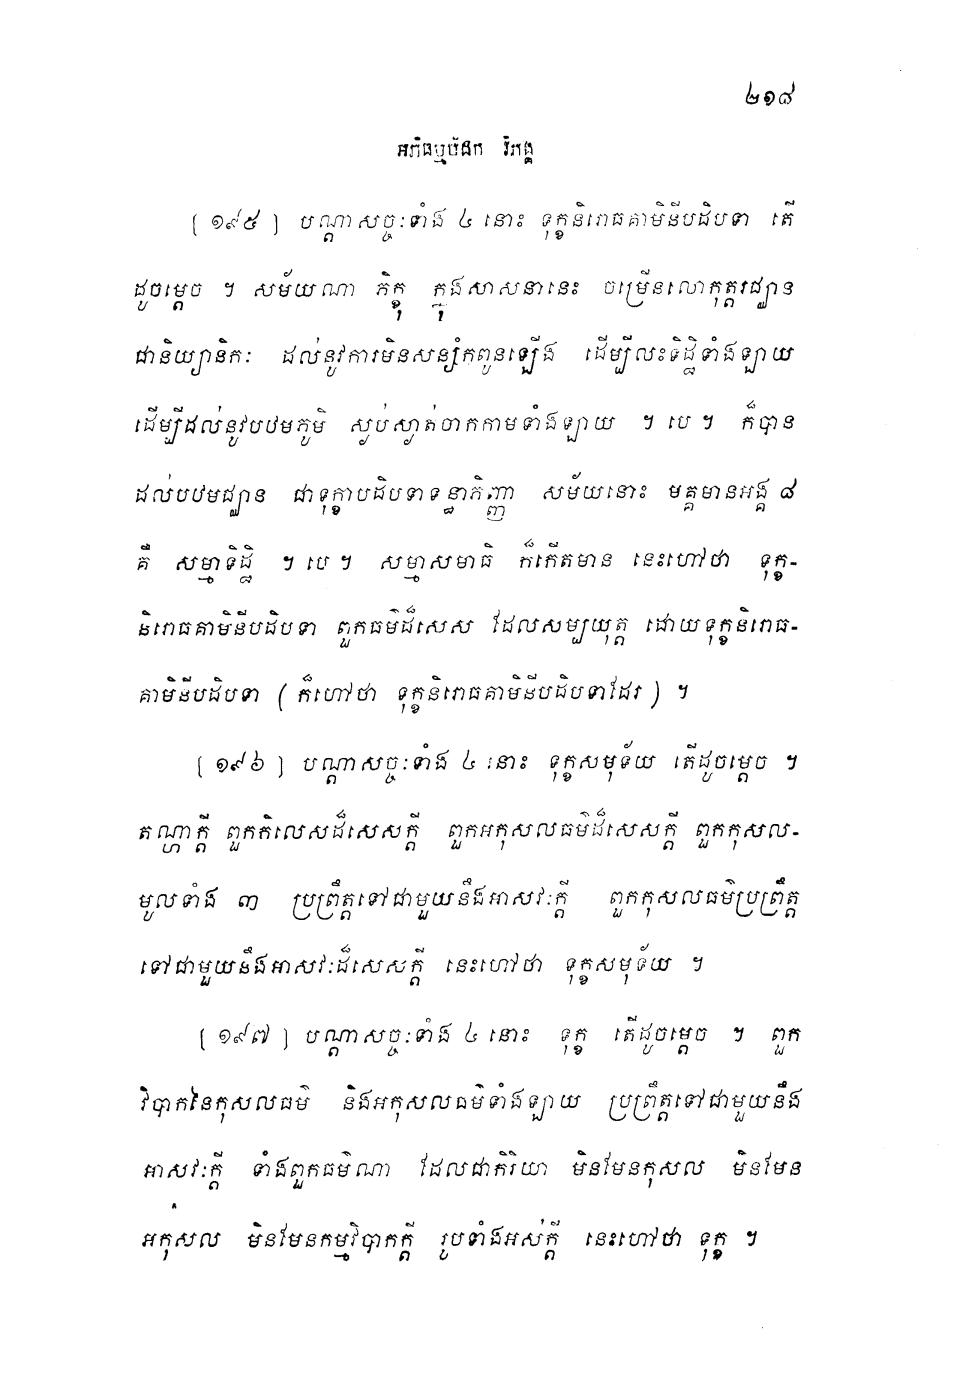 ២១៨
អភិធម្មបិដក វិភង្គ
[ ១៩៥ ] បណ្តាសច្ចៈទាំង ៤ នោះ ទុក្ខនិរោធគាមិនីបដិបទា តើ
ដូចម្តេច ។ សម័យណា ភិក្ខុ ក្នុងសាសនានេះ ចម្រើនលោកុត្តរជ្ឈាន
ជានិយ្យានិកៈ ដល់នូវការមិនសន្សំកពូនឡើង ដើម្បីលះទិដ្ឋិទាំងឡាយ
ដើម្បីដល់នូវបឋមភូមិ ស្ងប់ស្ងាត់ចាកកាមទាំងឡាយ ។ បេ ។ ក៏បាន
ដល់បឋមជ្ឈាន ជាទុក្ខាបដិបទាទន្ធាភិញ្ញា សម័យនោះ មគ្គមានអង្គ ៨
គឺ សម្មាទិដ្ឋិ ។ បេ ។ សម្មាសមាធិ ក៏កើតមាន នេះហៅថា ទុក្ខ-
និរោធគាមិនីបដិបទា ពួកធម៌ដ៏សេស ដែលសម្បយុត្ត ដោយទុក្ខនិរោធ-
គាមិនីបដិបទា ( ក៏ហៅថា ទុក្ខនិរោធគាមិនីបដិបទាដែរ ) ។
[ ១៩៦ ] បណ្តាសច្ចៈទាំង ៤ នោះ ទុក្ខសមុទ័យ តើដូចម្តេច ។
តណ្ហាក្តី ពួកកិលេសដ៏សេសក្តី ពួកអកុសលធម៌ដ៏សេសក្តី ពួកកុសល-
មូលទាំង ៣ ប្រព្រឹត្តទៅជាមួយនឹងអាសវៈក្តី ពួកកុសលធម៌ប្រព្រឹត្ត
ទៅជាមួយនឹងអាសវៈដ៏សេសក្តី នេះហៅថា ទុក្ខសមុទ័យ ។
[ ១៩៧ ] បណ្តាសច្ចៈទាំង ៤ នោះ ទុក្ខ តើដូចម្តេច ។ ពួក
វិបាកនៃកុសលធម៌ និងអកុសលធម៌ទាំងឡាយ ប្រព្រឹត្តទៅជាមួយនឹង
អាសវៈក្តី ទាំងពួកធម៌ណា ដែលជាកិរិយា មិនមែនកុសល មិនមែន
អកុសល មិនមែនកម្មវិបាកក្តី រូបទាំងអស់ក្តី នេះហៅថា ទុក្ខ ។